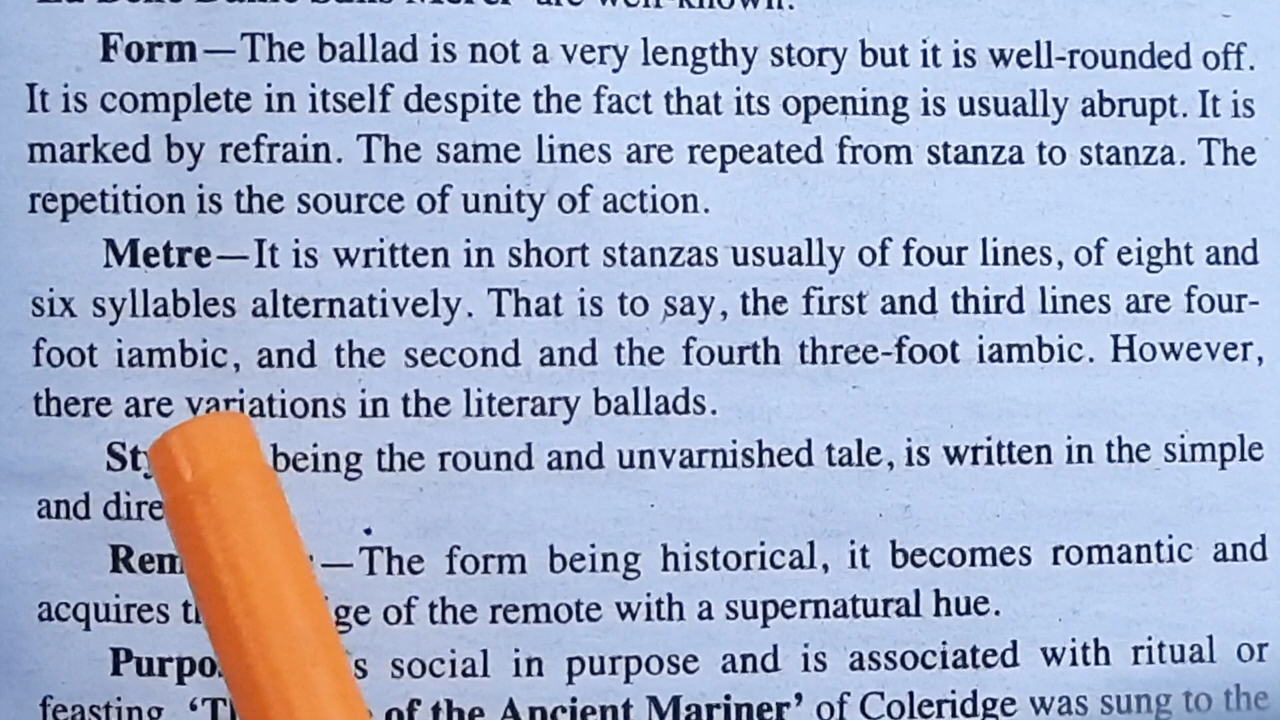 Form—The ballad is not a very lengthy story but it is well-rounded off.
It is complete in itself despite the fact that its opening is usually abrupt. It is
marked by refrain. The same lines are repeated from stanza to stanza. The
repetition is the source of unity of action.
Metre—It is written in short stanzas usually of four lines, of eight and
six syllables alternatively. That is to say, the first and third lines are four-
foot iambic, and the second and the fourth three-foot iambic. However,
there are variations in the literary ballads.
being the round and unvarnished tale, is written in the simple
and
—The form being historical, it becomes romantic and
acquires of the remote with a supernatural hue.
social in purpose and is associated with ritual or
feasting of the Ancient Mariner’ of Coleridge was sung to the